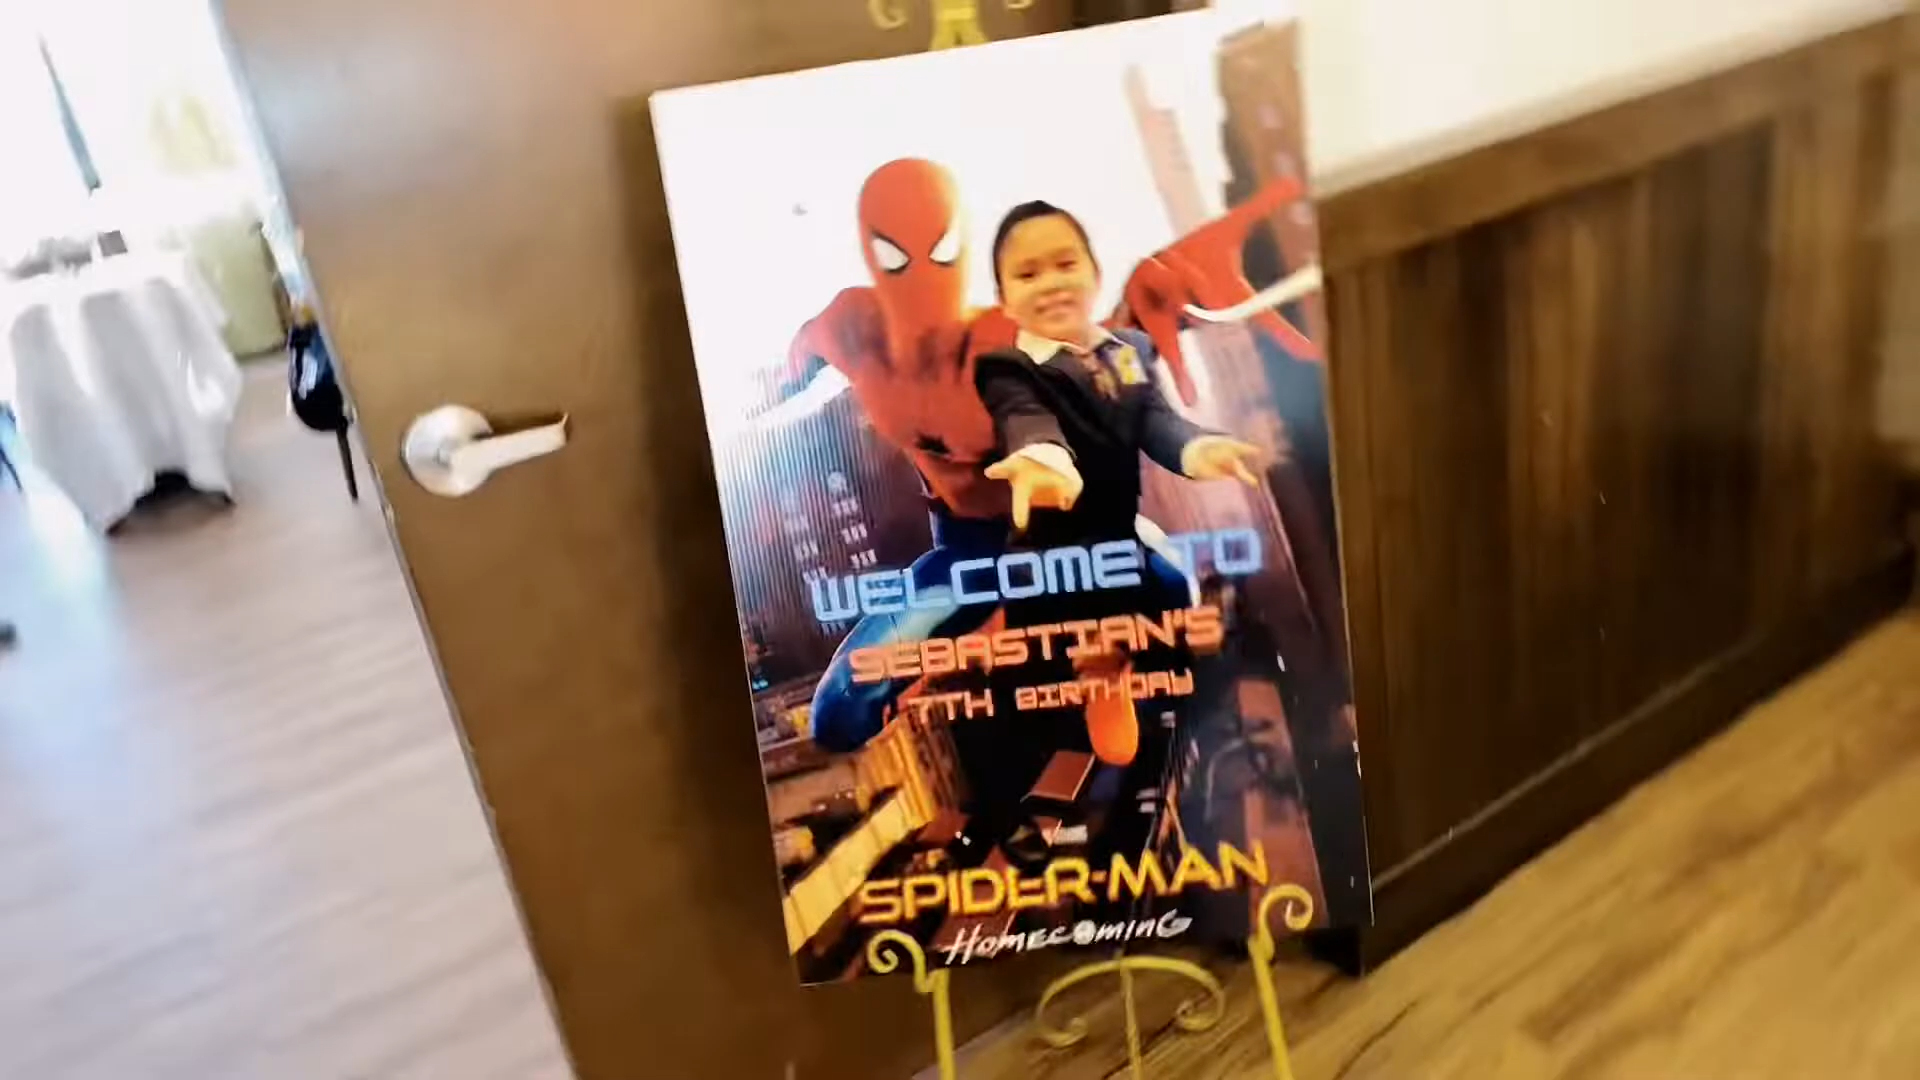 WELCOME TO
SEBASTIAN'S
7TH BIRTHDAY
SPIDER-MAN
HOMECOMING